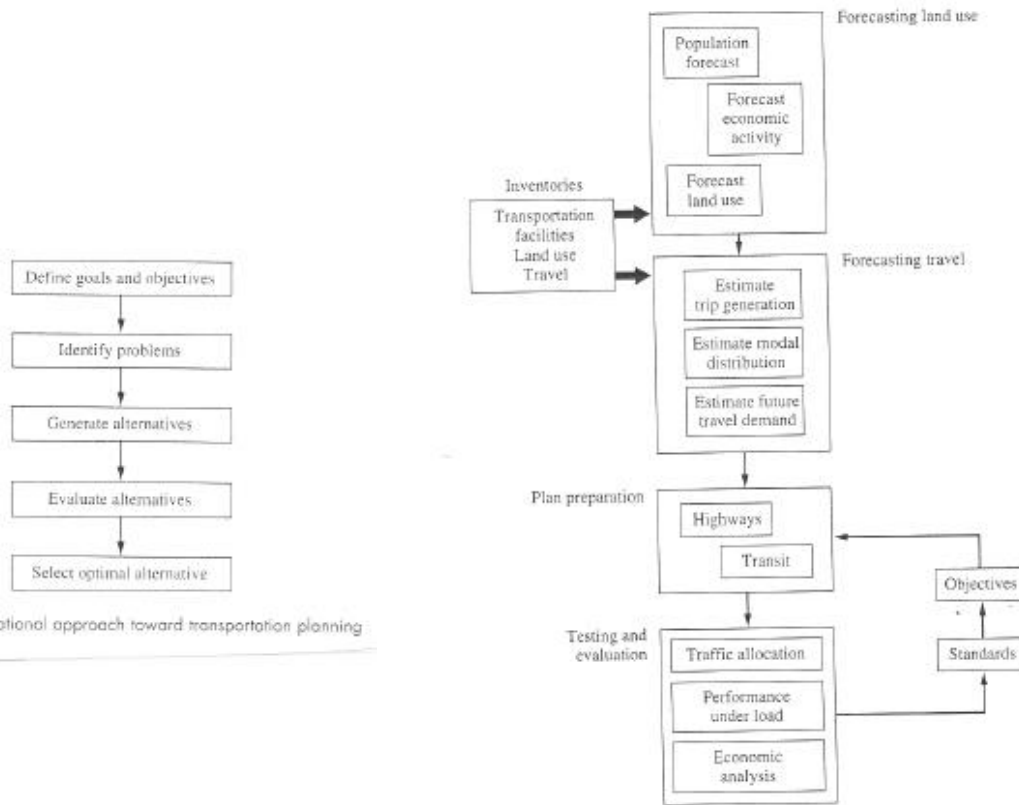 Define goals and objectives
Identify problems
Generate alternatives
Evaluate alternatives
Select optimal alternative
tional approach toward transportation planning
Forecasting land use
Population
forecast
Forecast
economic
activity
Forecast
land use
Inventories
Transportation
facilities
Land use
Travel
Forecasting travel
Estimate
trip generation
Estimate modal
distribution
Estimate future
travel demand
Plan preparation
Highways
Transit
Objectives
Standards
Testing and
evaluation
Traffic allocation
Performance
under load
Economic
analysis